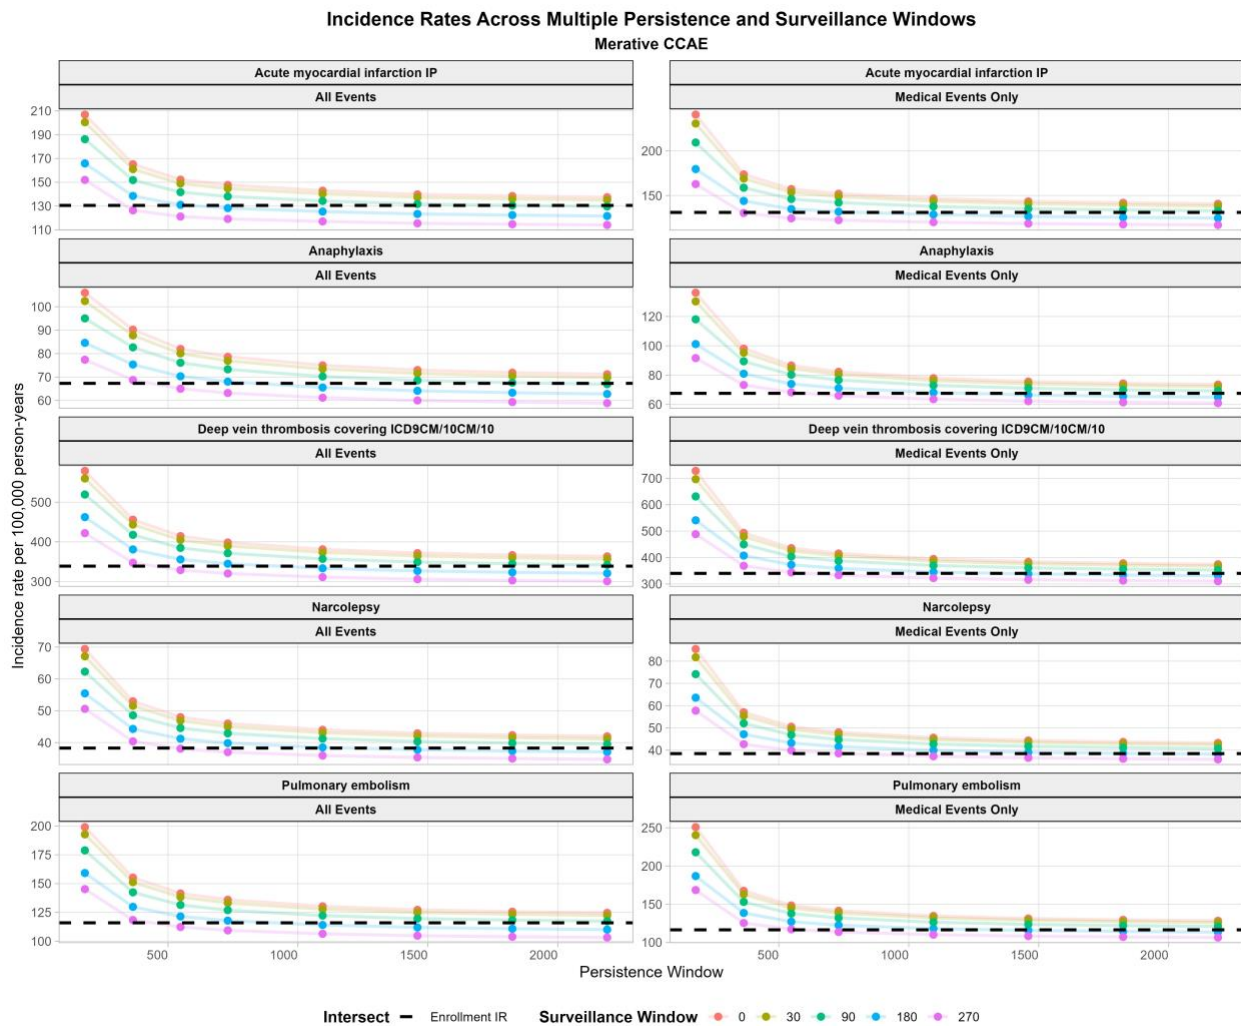 Incidence Rates Across Multiple Persistence and Surveillance Windows
Merative CCAE
Incidence rate per 100,000 person-years
Acute myocardial infarction IP
All Events
210
190
170
150
130
110
Acute myocardial infarction IP
Medical Events Only
200
150
Anaphylaxis
All Events
100
90
80
70
60
Anaphylaxis
Medical Events Only
120
100
80
60
Deep vein thrombosis covering ICD9CM/10CM/10
All Events
500
400
300
Deep vein thrombosis covering ICD9CM/10CM/10
Medical Events Only
700
600
500
400
300
Narcolepsy
All Events
70
60
50
40
Narcolepsy
Medical Events Only
80
70
60
50
40
Pulmonary embolism
All Events
200
175
150
125
100
500 1000 1500 2000
Pulmonary embolism
Medical Events Only
250
200
150
100
500 1000 1500 2000
Persistence Window
Intersect Enrollment IR Surveillance Window 0 30 90 180 270